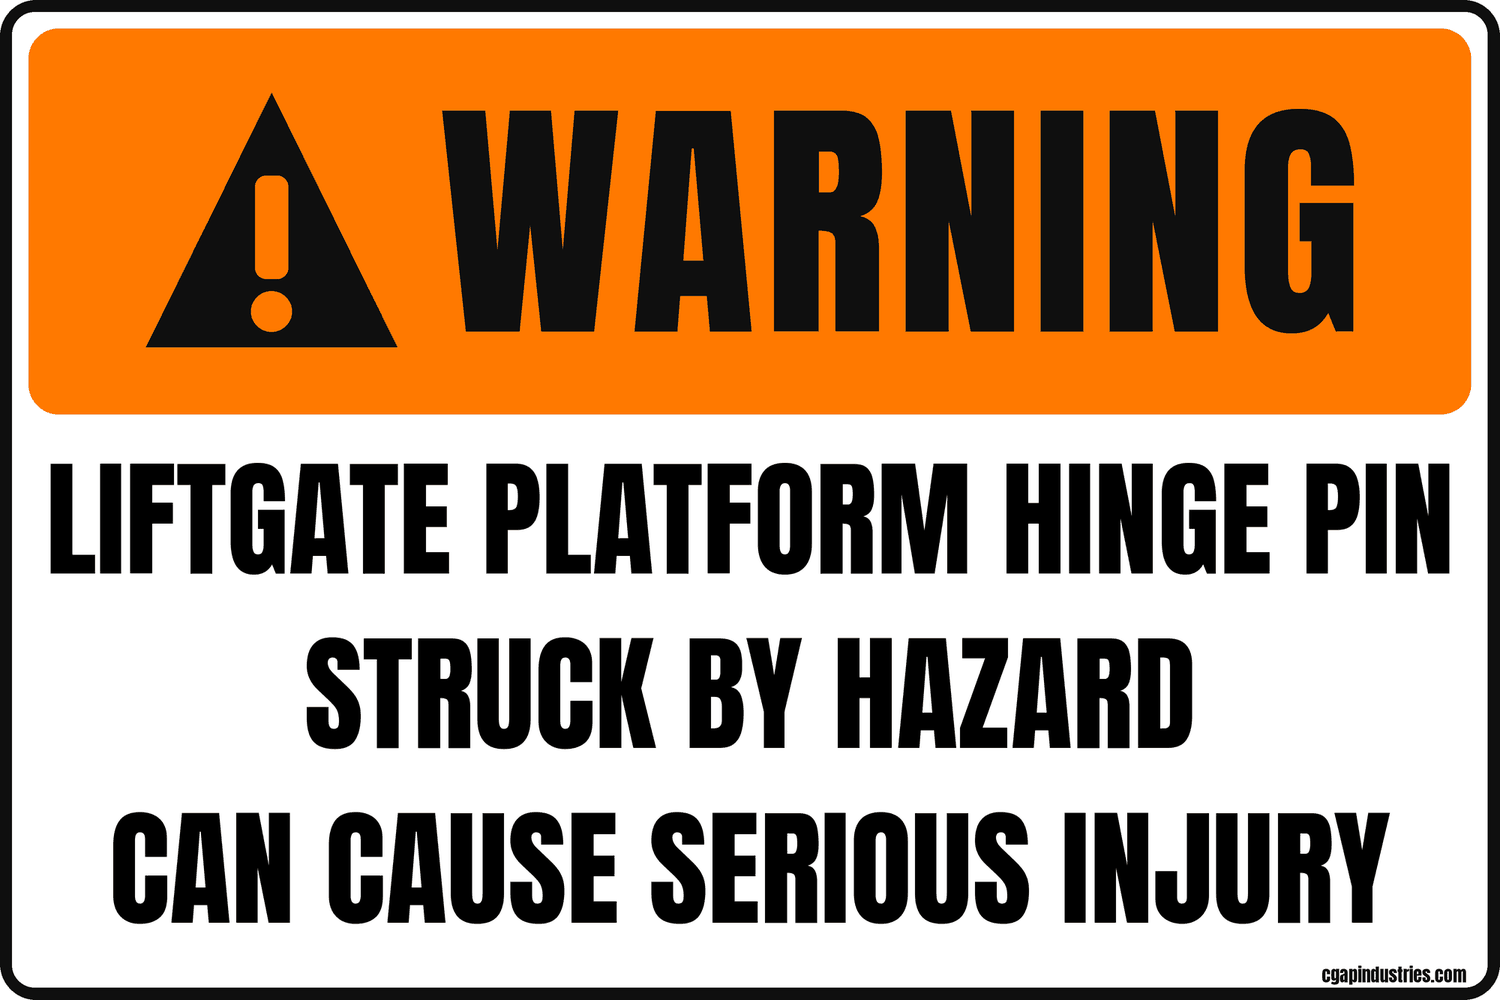 WARNING
LIFTGATE PLATFORM HINGE PIN
STRUCK BY HAZARD
CAN CAUSE SERIOUS INJURY
cgapindustries.com